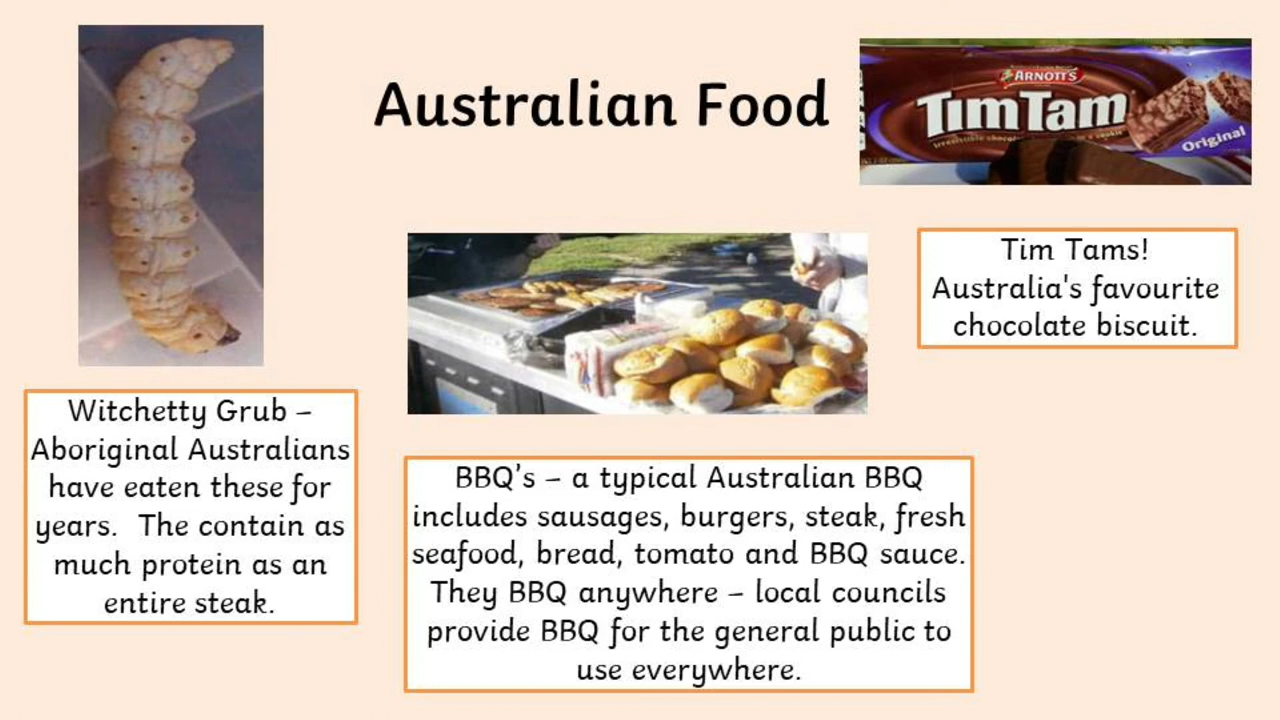 Australian Food
ARNOTT'S
TimTam
Original
Tim Tams!
Australia's favourite
chocolate biscuit.
Witchetty Grub –
Aboriginal Australians
have eaten these for
years.  The contain as
much protein as an
entire steak.
BBQ’s – a typical Australian BBQ
includes sausages, burgers, steak, fresh
seafood, bread, tomato and BBQ sauce.
They BBQ anywhere – local councils
provide BBQ for the general public to
use everywhere.